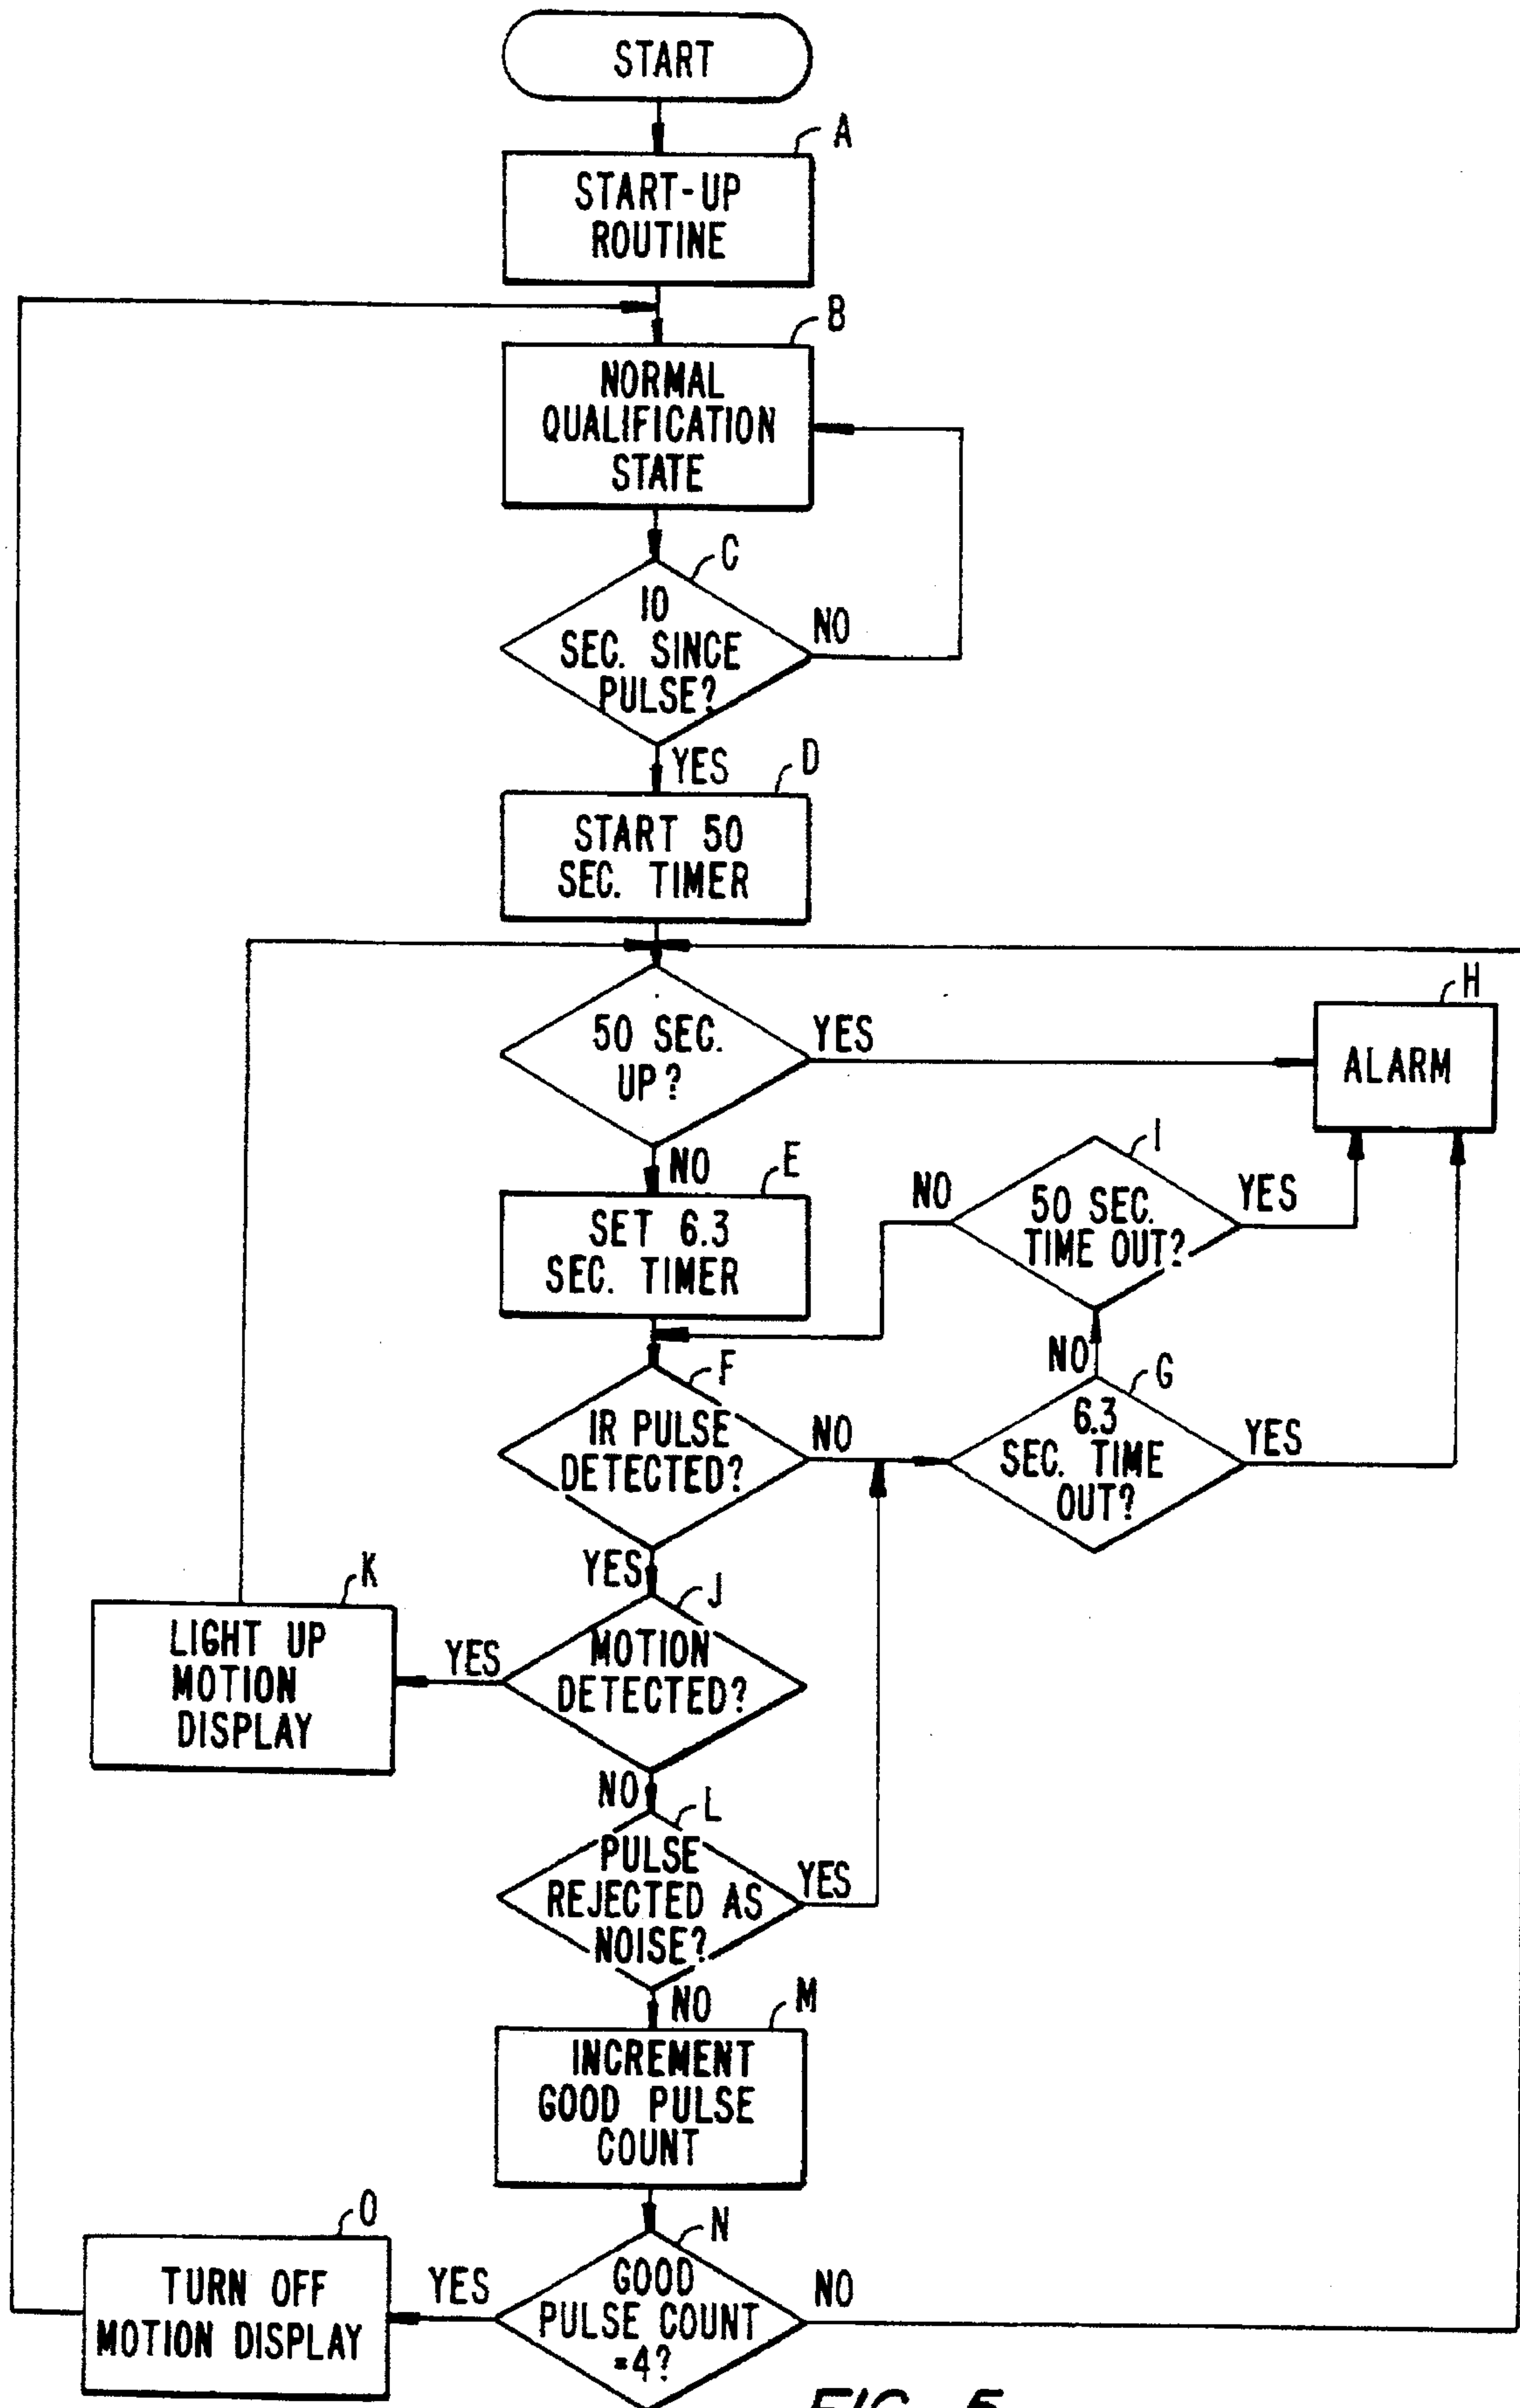 START
A
START-UP
ROUTINE
B
NORMAL
QUALIFICATION
STATE
C
10
SEC. SINCE
PULSE?
NO
YES
D
START 50
SEC. TIMER
50 SEC.
UP?
YES
H
ALARM
NO
E
SET 6.3
SEC. TIMER
I
50 SEC.
TIME OUT?
NO
YES
F
IR PULSE
DETECTED?
NO
NO
G
6.3
SEC. TIME
OUT?
YES
YES
J
MOTION
DETECTED?
YES
K
LIGHT UP
MOTION
DISPLAY
NO
L
PULSE
REJECTED AS
NOISE?
YES
NO
M
INCREMENT
GOOD PULSE
COUNT
N
GOOD
PULSE COUNT
=4?
YES
NO
O
TURN OFF
MOTION DISPLAY
FIG. 5